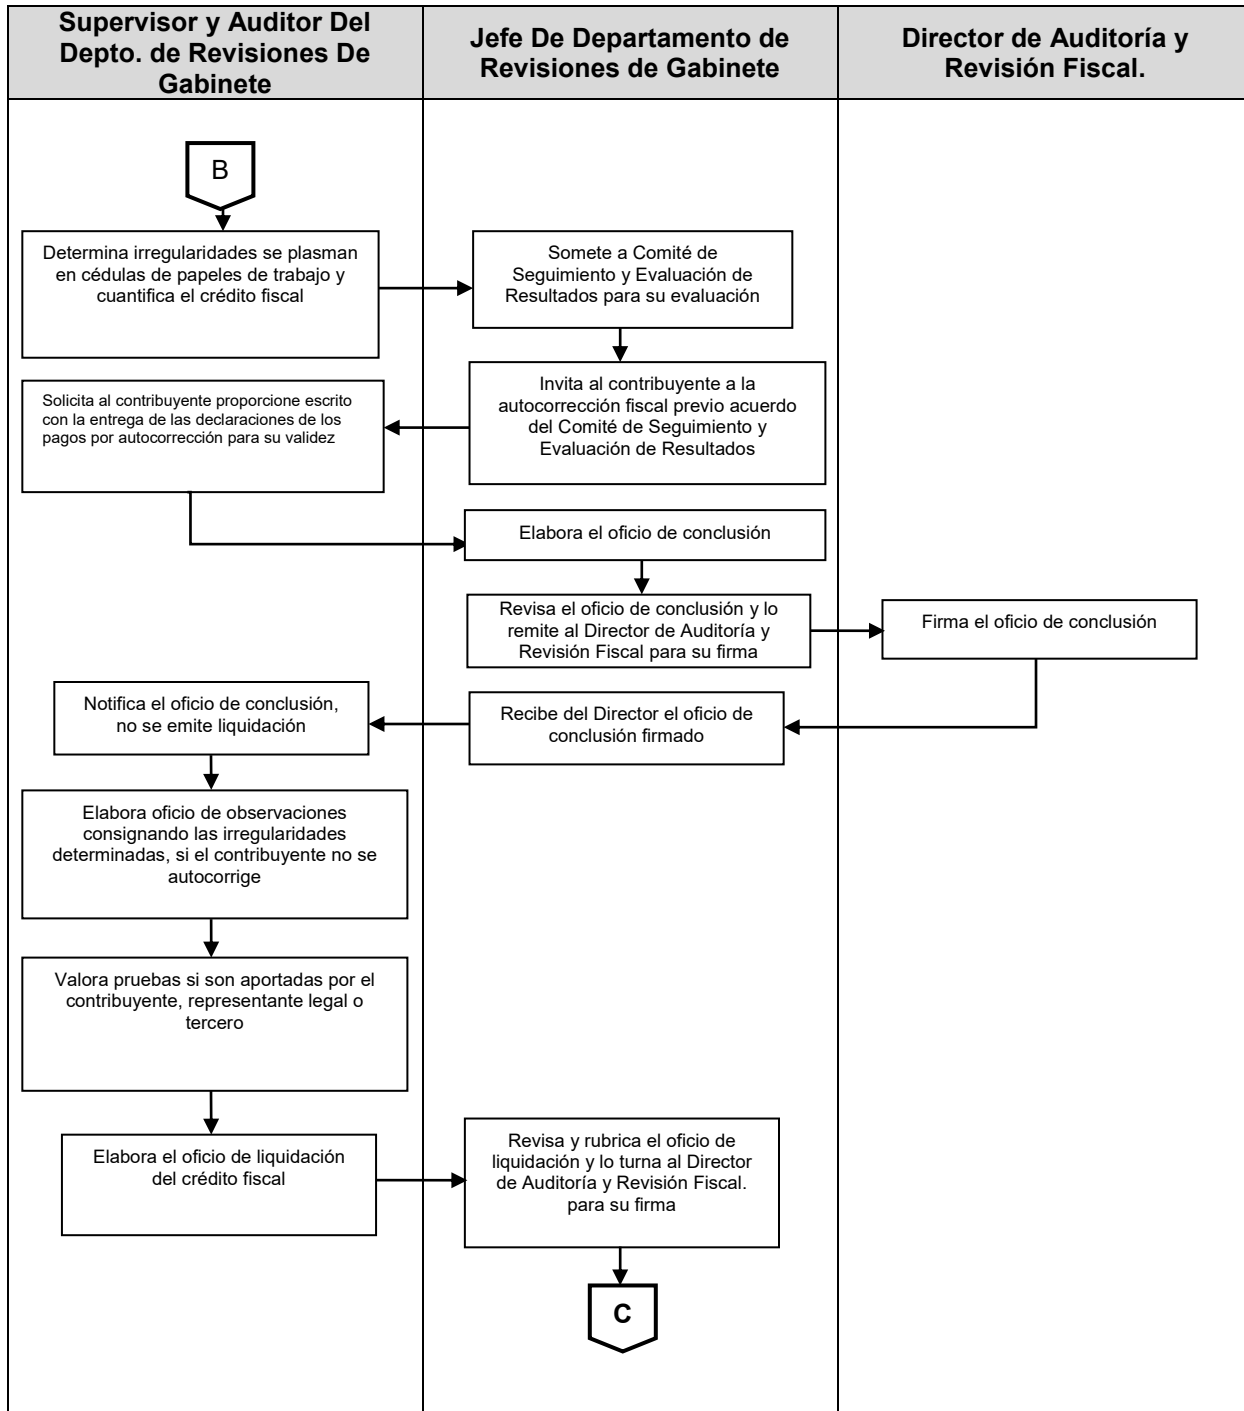 Supervisor y Auditor Del
Depto. de Revisiones De
Gabinete
Jefe De Departamento de
Revisiones de Gabinete
Director de Auditoría y
Revisión Fiscal.
B
Determina irregularidades se plasman
en cédulas de papeles de trabajo y
cuantifica el crédito fiscal
Somete a Comité de
Seguimiento y Evaluación de
Resultados para su evaluación
Invita al contribuyente a la
autocorrección fiscal previo acuerdo
del Comité de Seguimiento y
Evaluación de Resultados
Solicita al contribuyente proporcione escrito
con la entrega de las declaraciones de los
pagos por autocorrección para su validez
Elabora el oficio de conclusión
Revisa el oficio de conclusión y lo
remite al Director de Auditoría y
Revisión Fiscal para su firma
Firma el oficio de conclusión
Recibe del Director el oficio de
conclusión firmado
Notifica el oficio de conclusión,
no se emite liquidación
Elabora oficio de observaciones
consignando las irregularidades
determinadas, si el contribuyente no se
autocorrige
Valora pruebas si son aportadas por el
contribuyente, representante legal o
tercero
Elabora el oficio de liquidación
del crédito fiscal
Revisa y rubrica el oficio de
liquidación y lo turna al Director
de Auditoría y Revisión Fiscal.
para su firma
C